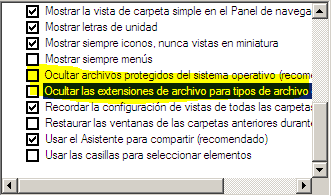 Mostrar la vista de carpeta simple en el Panel de navega
Mostrar letras de unidad
Mostrar siempre iconos, nunca vistas en miniatura
Mostrar siempre menús
Ocultar archivos protegidos del sistema operativo (recom
Ocultar las extensiones de archivo para tipos de archivo
Recordar la configuración de vistas de todas las carpetas
Restaurar las ventanas de las carpetas anteriores durante
Usar el Asistente para compartir (recomendado)
Usar las casillas para seleccionar elementos